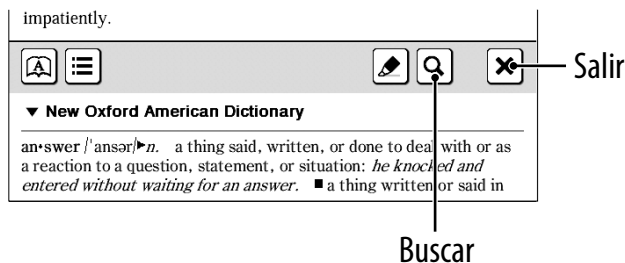 impatiently.
A
Salir
▼ New Oxford American Dictionary
an•swer /ˈansər/▶n. a thing said, written, or done to deal with or as
a reaction to a question, statement, or situation: he knocked and
entered without waiting for an answer. ■ a thing written or said in
Buscar